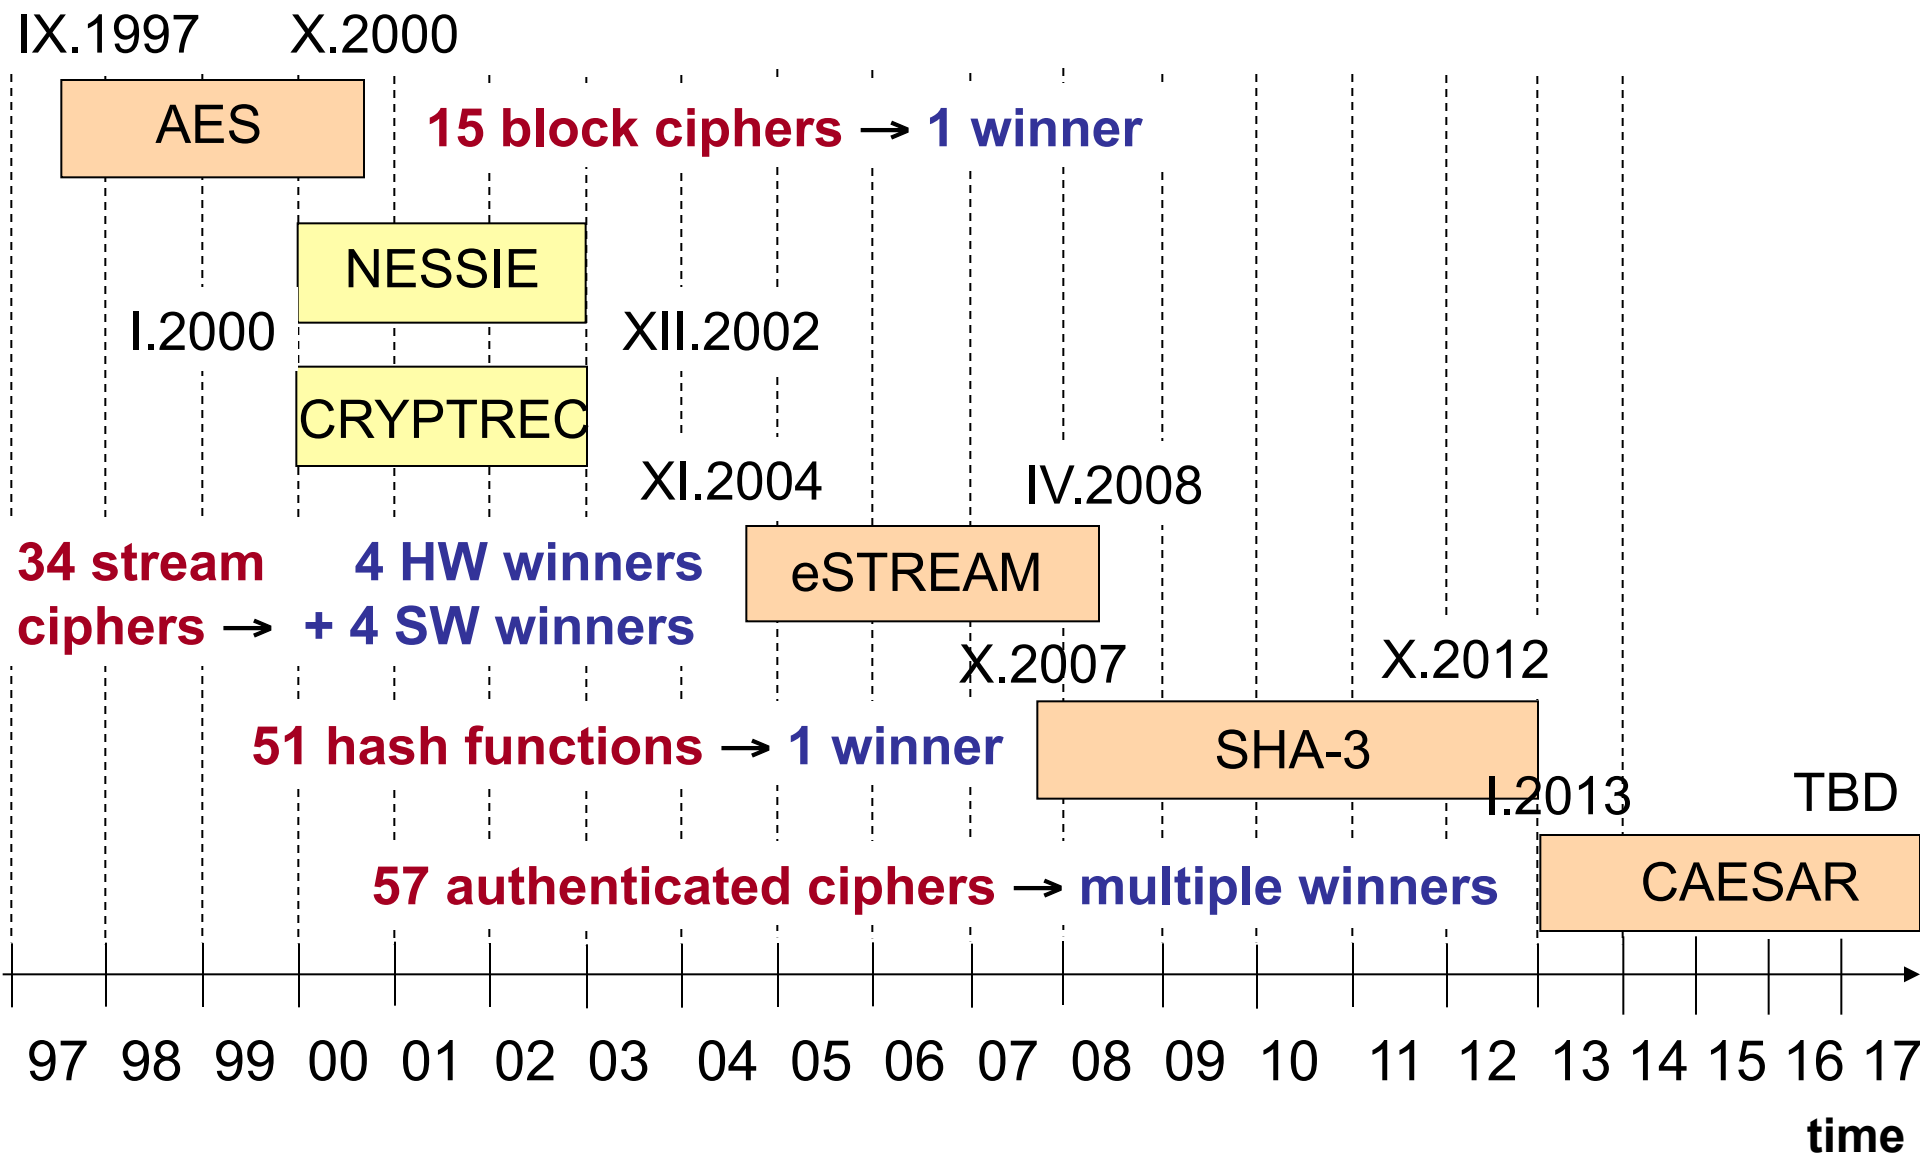 IX.1997 X.2000
AES
15 block ciphers → 1 winner
NESSIE
I.2000 XII.2002
CRYPTREC
XI.2004 IV.2008
34 stream 4 HW winners
ciphers → + 4 SW winners
eSTREAM
X.2007 X.2012
51 hash functions → 1 winner
SHA-3
I.2013 TBD
57 authenticated ciphers → multiple winners
CAESAR
97 98 99 00 01 02 03 04 05 06 07 08 09 10 11 12 13 14 15 16 17
time